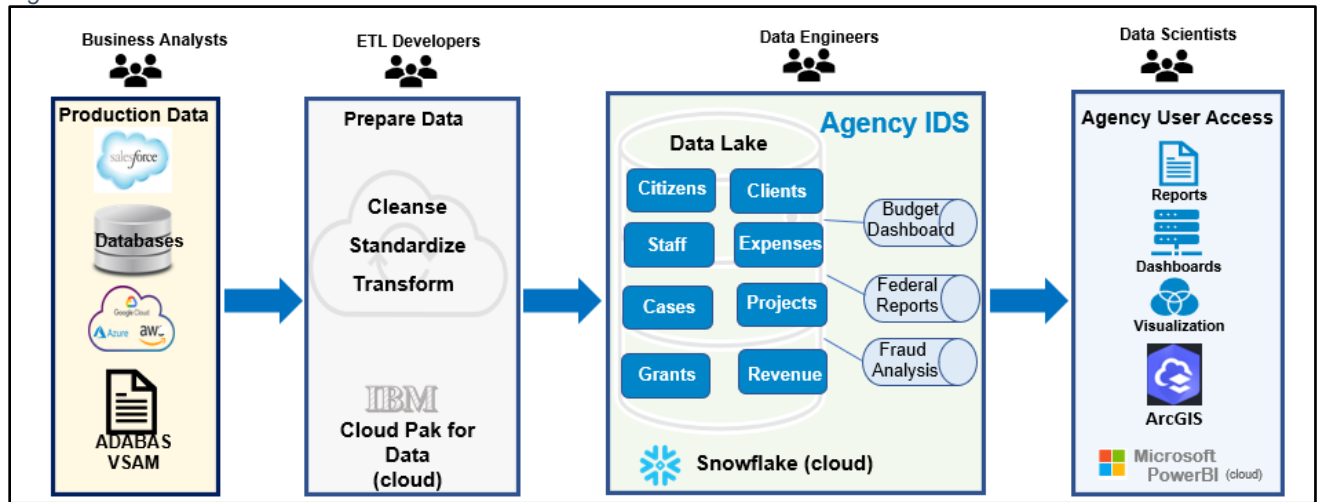 Business Analysts
ETL Developers
Data Engineers
Data Scientists
Production Data
salesforce
Databases
Google Cloud
Azure aws
ADABAS
VSAM
Prepare Data
Cleanse
Standardize
Transform
IBM
Cloud Pak for
Data
(cloud)
Agency IDS
Data Lake
Citizens
Clients
Staff
Expenses
Cases
Projects
Grants
Revenue
Budget
Dashboard
Federal
Reports
Fraud
Analysis
Snowflake (cloud)
Agency User Access
Reports
Dashboards
Visualization
ArcGIS
Microsoft
PowerBI (cloud)